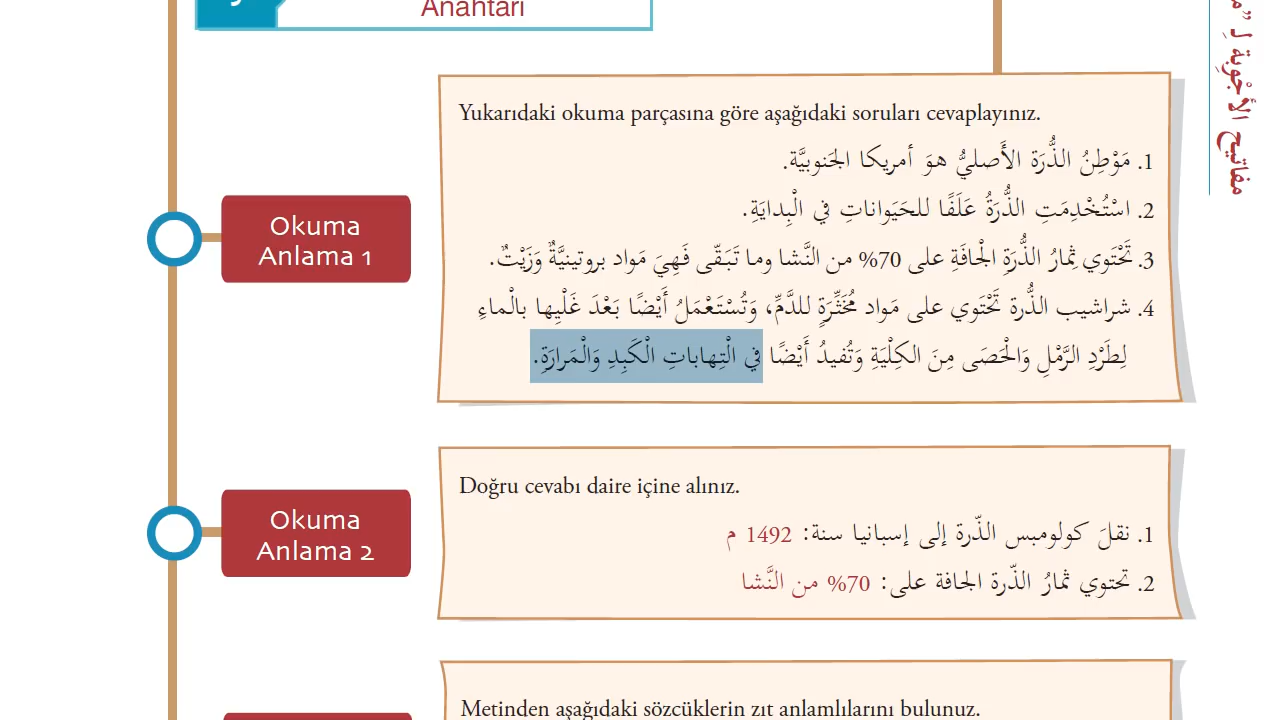 Anahtarı
Yukarıdaki okuma parçasına göre aşağıdaki soruları cevaplayınız.
1. مَوْطِنُ الذُّرَة الأَصليُّ هوَ أمريكا الجَنوبيَّة.
2. اسْتُخْدِمَتِ الذُّرَةُ عَلَفًا للحَيَواناتِ في الْبِدايَةِ.
3. تَحْتَوي ثِمارُ الذُّرَةِ الْجافَةِ على 70% من النَّشا وما تَبَقّى فَهِيَ مَواد بروتينيَّةٌ وَزَيْتٌ.
4. شراشيب الذُّرة تَحْتَوي على مَواد مُخَثِّرَةٍ للدَّمِّ، وَتُسْتَعْمَلُ أَيْضًا بَعْدَ غَلْيِها بالْماءِ
لِطَرْدِ الرَّمْلِ وَالْحَصَى مِنَ الكِلْيَةِ وَتُفيدُ أَيْضًا في الْتِهاباتِ الْكَبِدِ وَالْمَرارَةِ.
Okuma
Anlama 1
Doğru cevabı daire içine alınız.
1. نقلَ كولومبس الذّرة إلى إسبانيا سنة: 1492 م
2. تحتوي ثمارُ الذّرة الجافة على: 70% من النَّشا
Okuma
Anlama 2
Metinden aşağıdaki sözcüklerin zıt anlamlılarını bulunuz.
مفاتيح الأَجْوِبة لِ